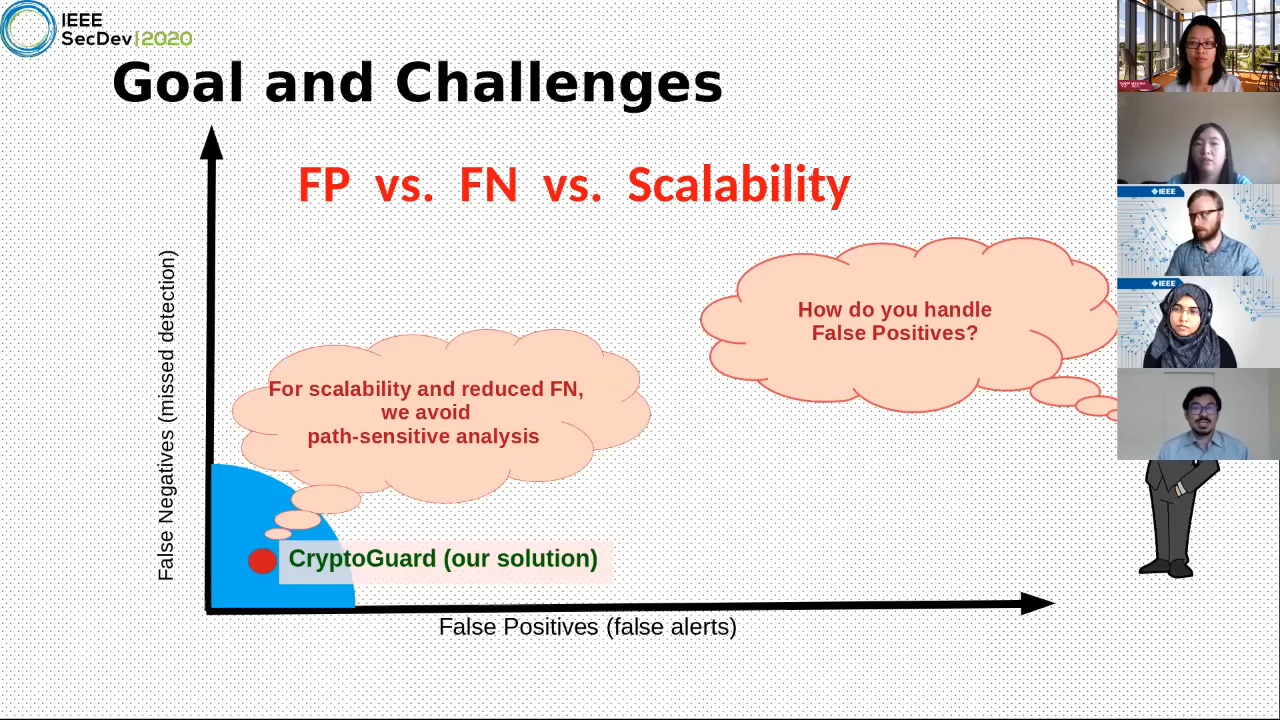 IEEE
SecDev|2020
Goal and Challenges
FP vs. FN vs. Scalability
How do you handle
False Positives?
For scalability and reduced FN,
we avoid
path-sensitive analysis
CryptoGuard (our solution)
False Negatives (missed detection)
False Positives (false alerts)
IEEE
IEEE